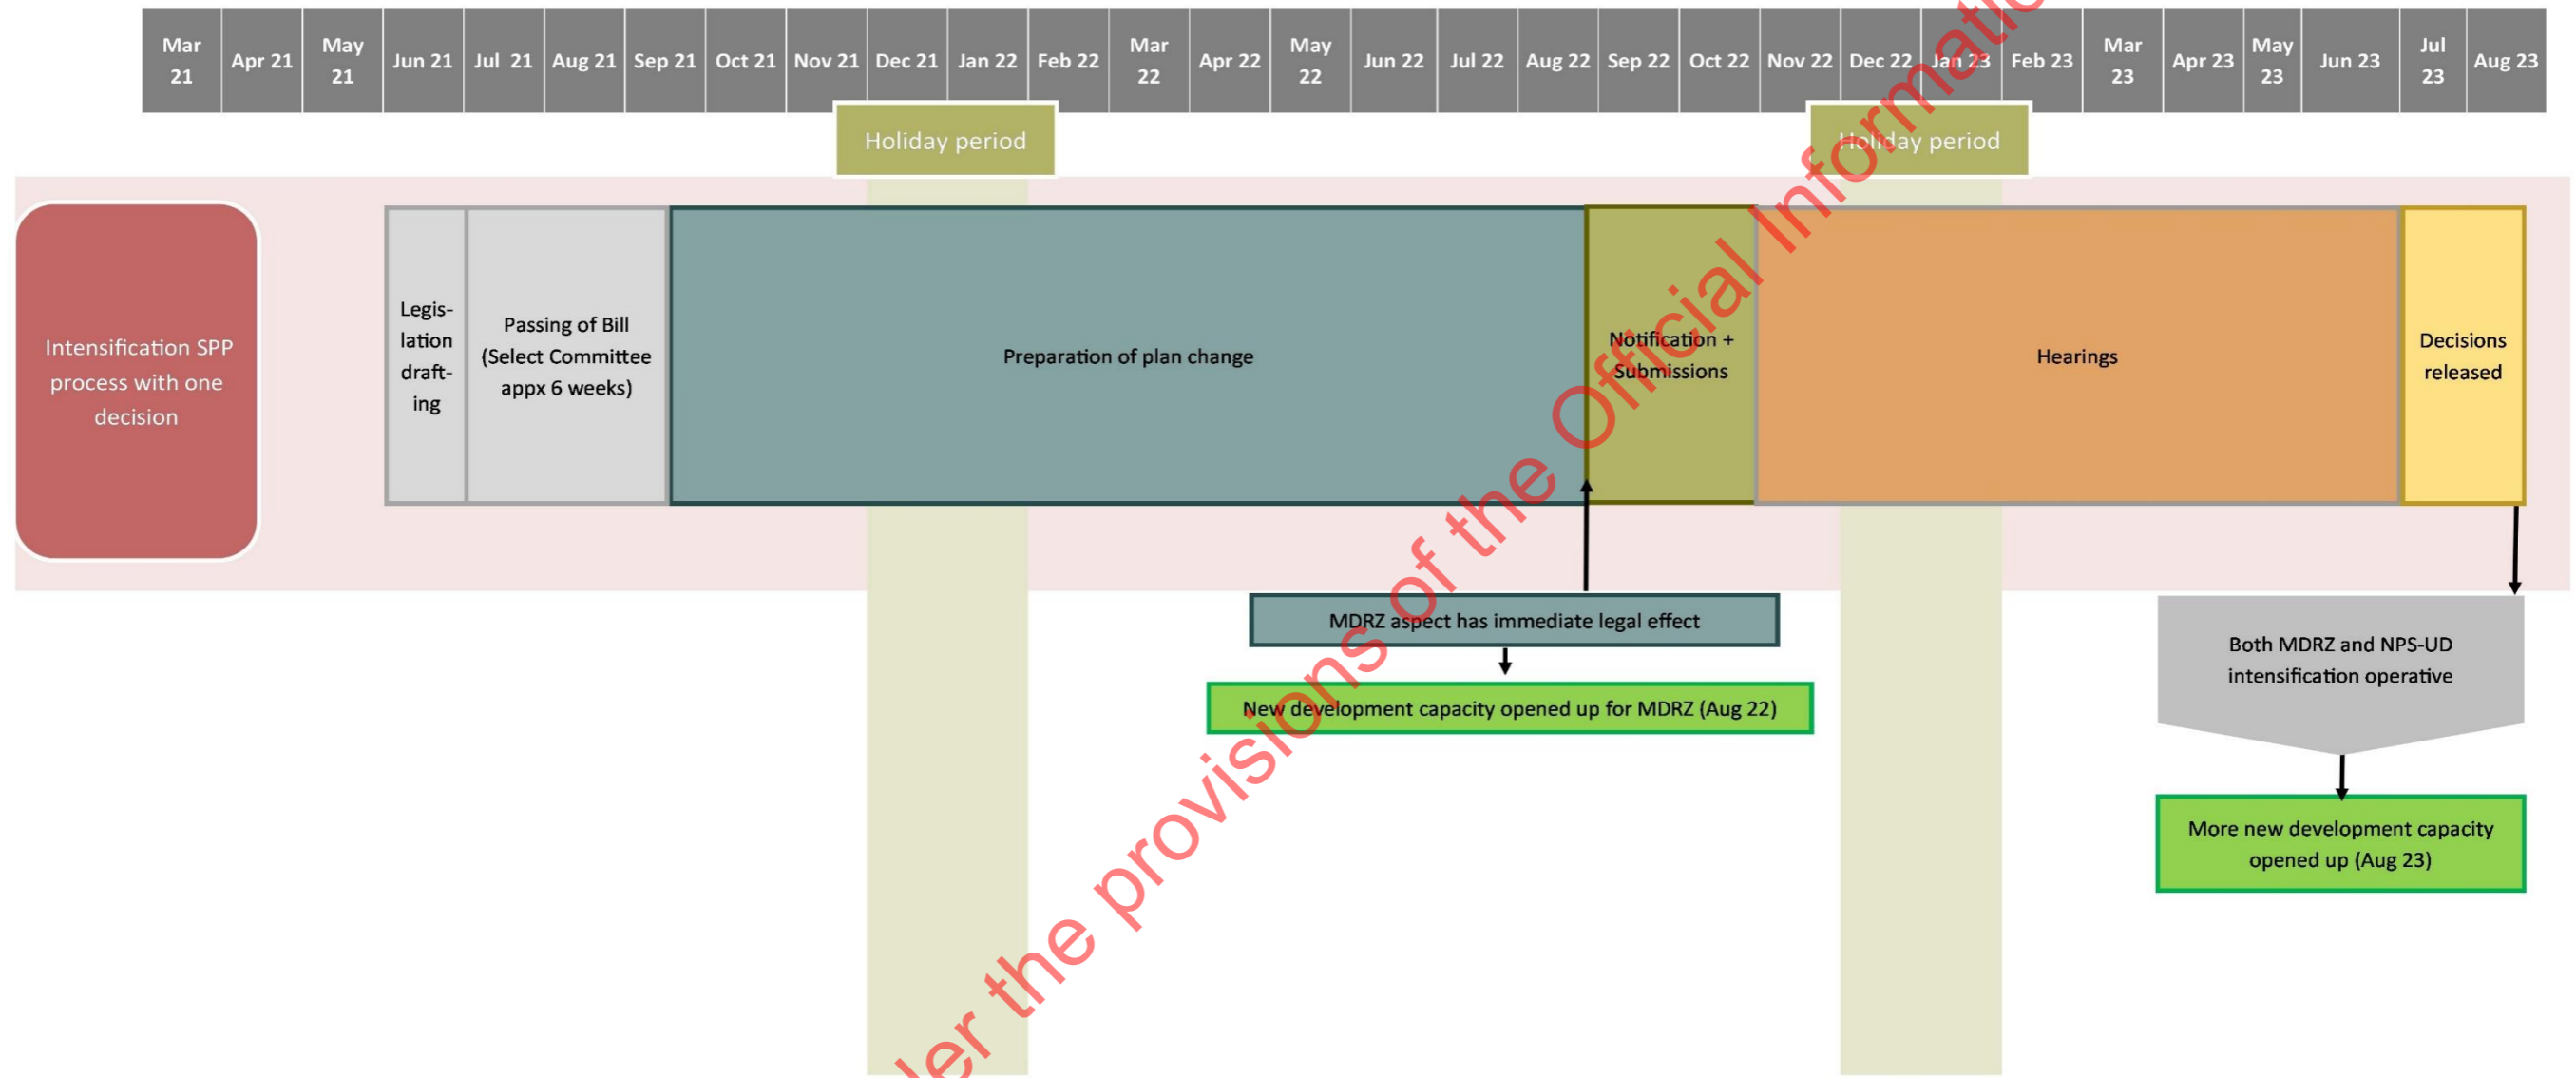 Mar
21
Apr 21
May
21
Jun 21
Jul 21
Aug 21
Sep 21
Oct 21
Nov 21
Dec 21
Jan 22
Feb 22
Mar
22
Apr 22
May
22
Jun 22
Jul 22
Aug 22
Sep 22
Oct 22
Nov 22
Dec 22
Jan 23
Feb 23
Mar
23
Apr 23
May
23
Jun 23
Jul
23
Aug 23
Holiday period
Holiday period
Intensification SPP
process with one
decision
Legis-
lation
draft-
ing
Passing of Bill
(Select Committee
appx 6 weeks)
Preparation of plan change
Notification +
Submissions
Hearings
Decisions
released
MDRZ aspect has immediate legal effect
New development capacity opened up for MDRZ (Aug 22)
Both MDRZ and NPS-UD
intensification operative
More new development capacity
opened up (Aug 23)
the provisions of the Official